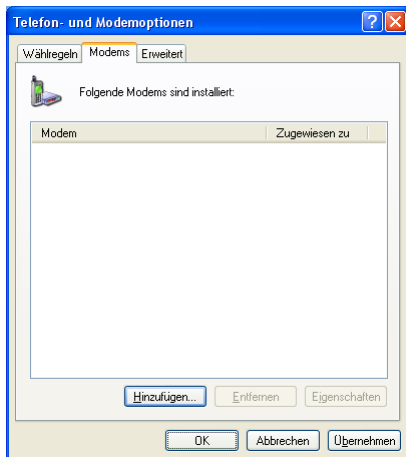 Telefon- und Modemoptionen
Wählregeln Modems Erweitert
Folgende Modems sind installiert:
Modem Zugewiesen zu
Hinzufügen... Entfernen Eigenschaften
OK Abbrechen Übernehmen